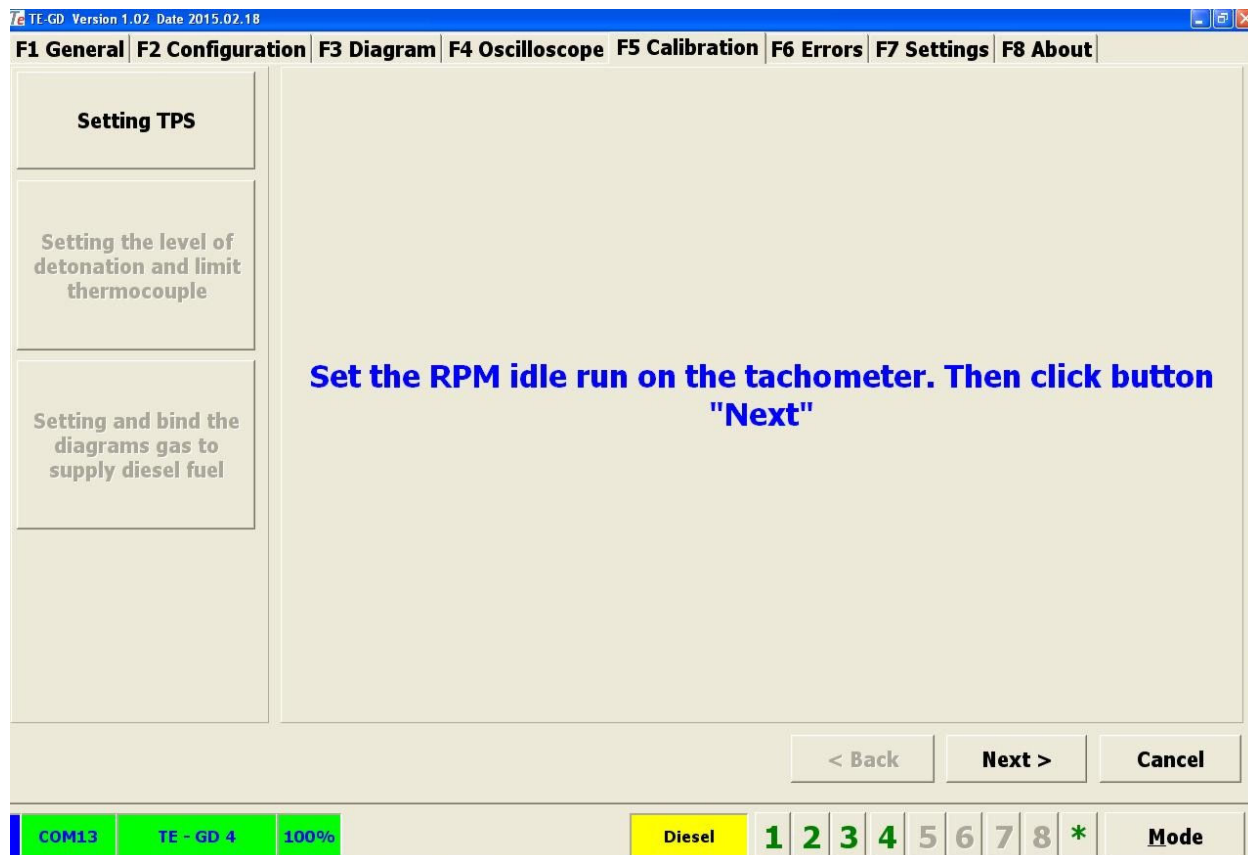 Te TE-GD Version 1.02 Date 2015.02.18
F1 General F2 Configuration F3 Diagram F4 Oscilloscope F5 Calibration F6 Errors F7 Settings F8 About
Setting TPS
Setting the level of
detonation and limit
thermocouple
Setting and bind the
diagrams gas to
supply diesel fuel
Set the RPM idle run on the tachometer. Then click button
"Next"
< Back Next > Cancel
COM13 TE - GD 4 100% Diesel 1 2 3 4 5 6 7 8 * Mode